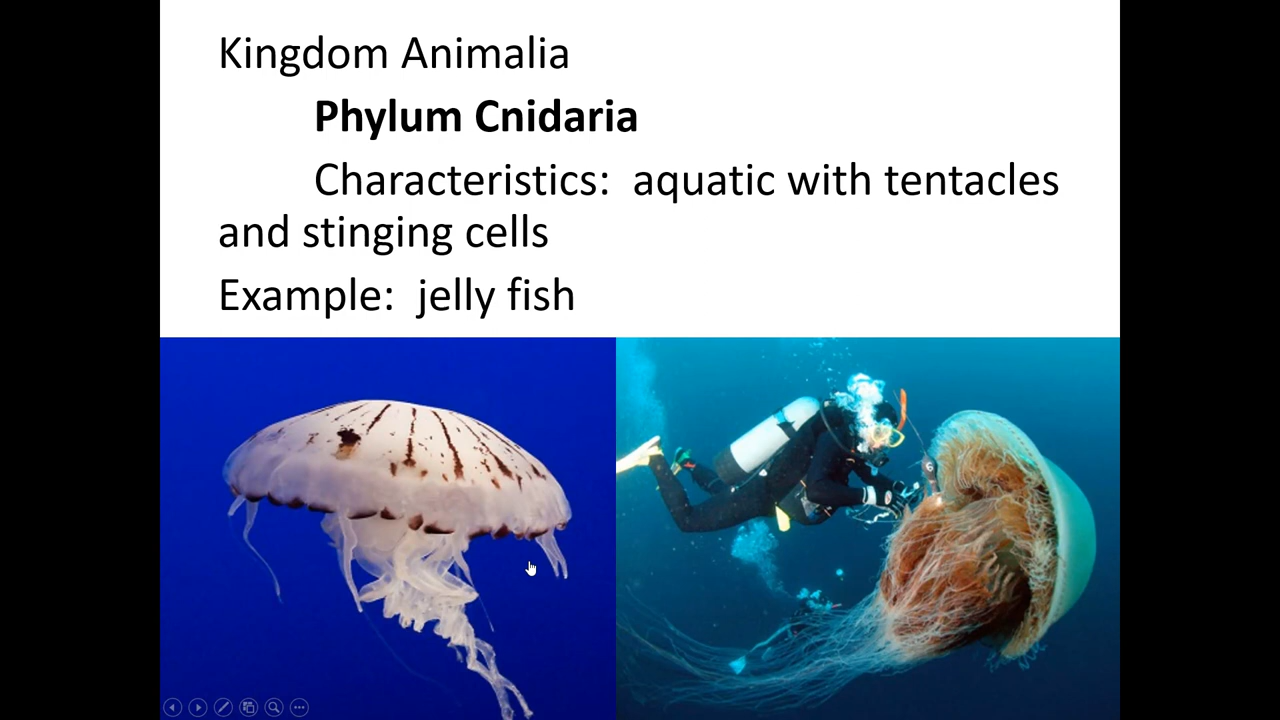 Kingdom Animalia
Phylum Cnidaria
Characteristics: aquatic with tentacles
and stinging cells
Example: jelly fish